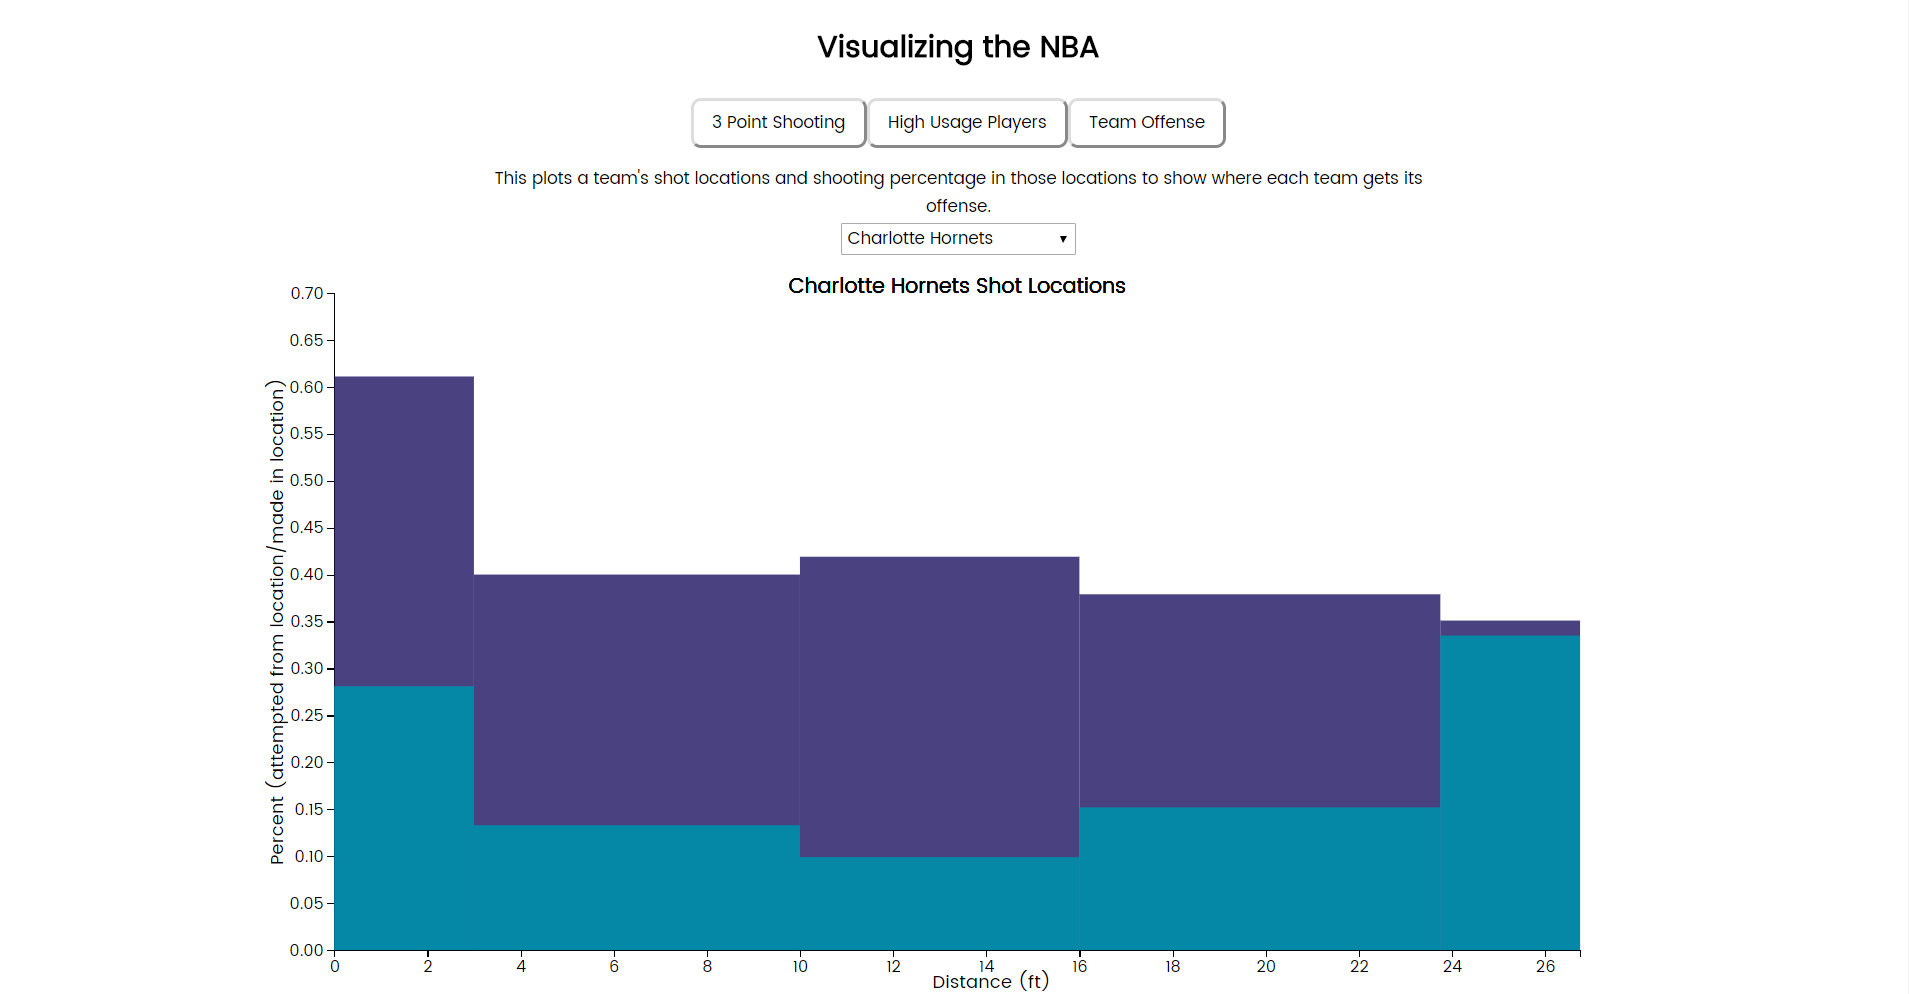 Visualizing the NBA
3 Point Shooting
High Usage Players
Team Offense
This plots a team's shot locations and shooting percentage in those locations to show where each team gets its
offense.
Charlotte Hornets
Charlotte Hornets Shot Locations
Percent (attempted from location/made in location)
0.70
0.65
0.60
0.55
0.50
0.45
0.40
0.35
0.30
0.25
0.20
0.15
0.10
0.05
0.00
0 2 4 6 8 10 12 14 16 18 20 22 24 26
Distance (ft)